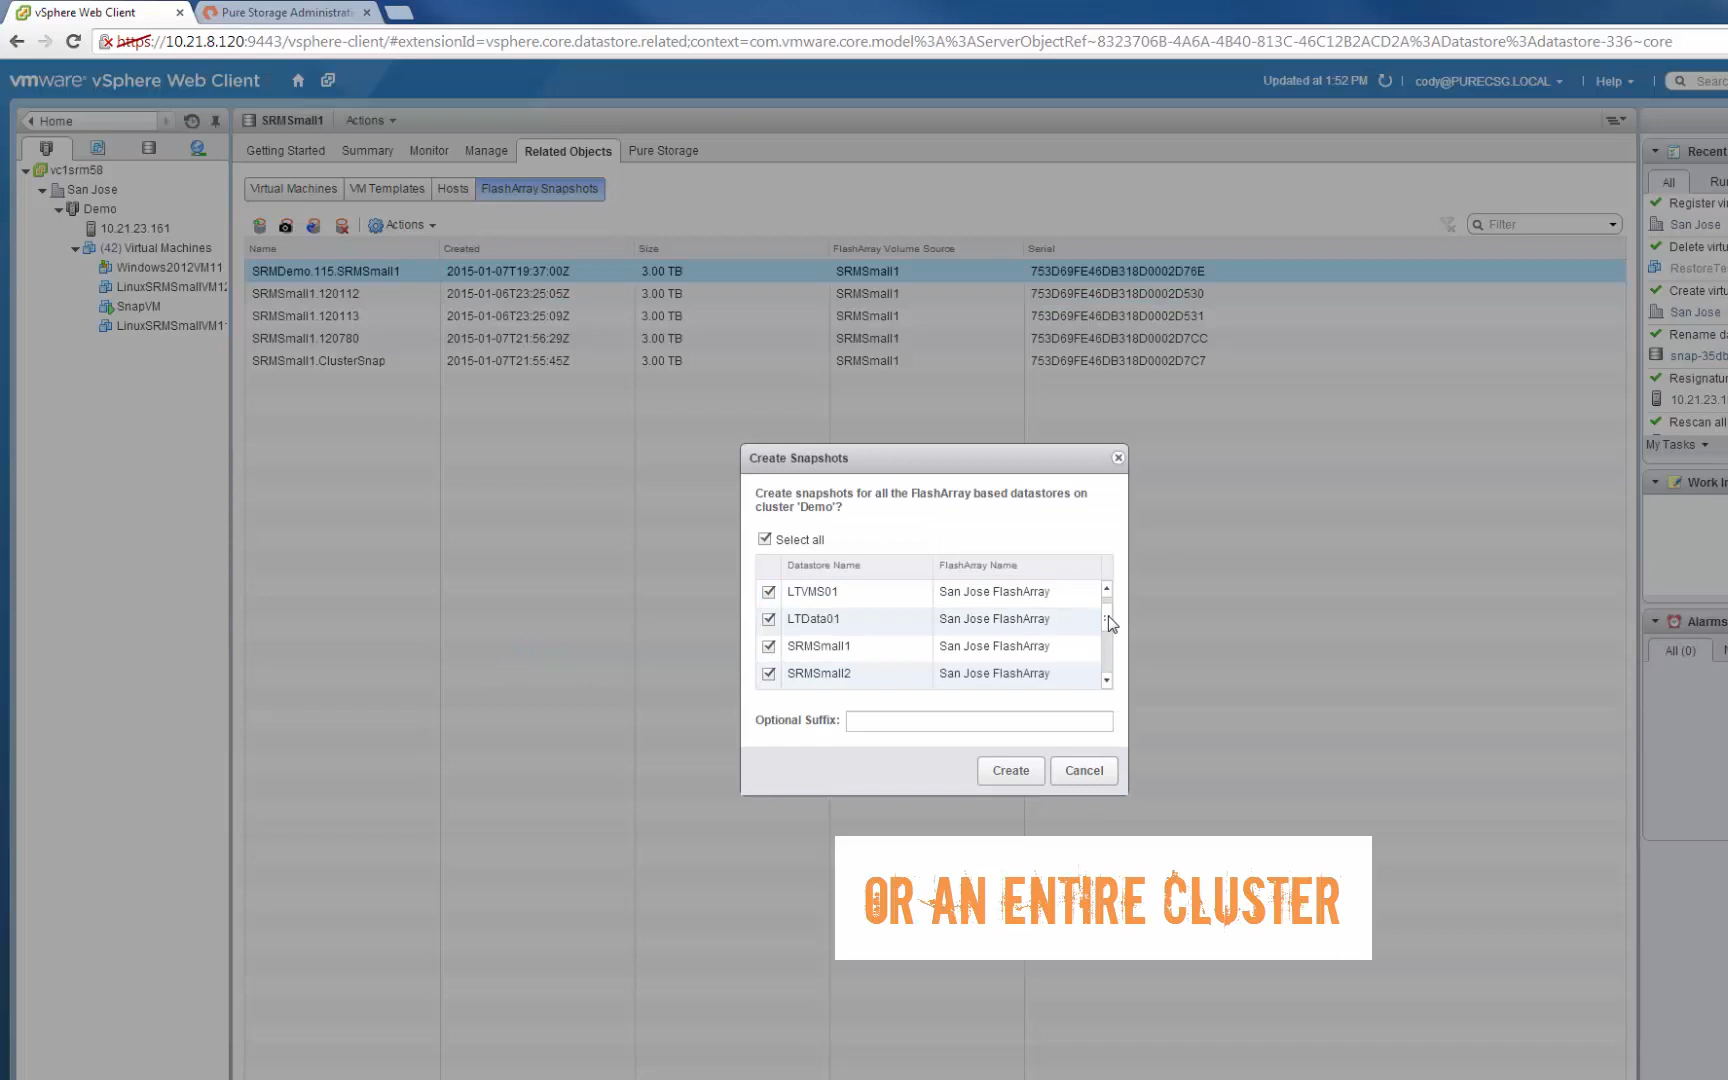 vSphere Web Client
Pure Storage Administrati
https://10.21.8.120:9443/vsphere-client/#extensionId=vsphere.core.datastore.related;context=com.vmware.core.model%3A%3AServerObjectRef~8323706B-4A6A-4B40-813C-46C12B2ACD2A%3ADatastore%3Adatastore-336~core
vmware vSphere Web Client
Updated at 1:52 PM
cody@PURECSG.LOCAL
Help
Searc
Home
vc1srm58
San Jose
Demo
10.21.23.161
(42) Virtual Machines
Windows2012VM11
LinuxSRMSmallVM12
SnapVM
LinuxSRMSmallVM1
SRMSmall1
Actions
Getting Started Summary Monitor Manage Related Objects Pure Storage
Virtual Machines VM Templates Hosts FlashArray Snapshots
Actions
Filter
Name Created Size FlashArray Volume Source Serial
SRMDemo.115.SRMSmall1 2015-01-07T19:37:00Z 3.00 TB SRMSmall1 753D69FE46DB318D0002D76E
SRMSmall1.120112 2015-01-06T23:25:05Z 3.00 TB SRMSmall1 753D69FE46DB318D0002D530
SRMSmall1.120113 2015-01-06T23:25:09Z 3.00 TB SRMSmall1 753D69FE46DB318D0002D531
SRMSmall1.120780 2015-01-07T21:56:29Z 3.00 TB SRMSmall1 753D69FE46DB318D0002D7CC
SRMSmall1.ClusterSnap 2015-01-07T21:55:45Z 3.00 TB SRMSmall1 753D69FE46DB318D0002D7C7
Create Snapshots
Create snapshots for all the FlashArray based datastores on
cluster 'Demo'?
Select all
Datastore Name FlashArray Name
LTVMS01 San Jose FlashArray
LTData01 San Jose FlashArray
SRMSmall1 San Jose FlashArray
SRMSmall2 San Jose FlashArray
Optional Suffix:
Create Cancel
OR AN ENTIRE CLUSTER
Recent
All Ru
Register vi
San Jose
Delete virtu
RestoreTe
Create virtu
San Jose
Rename da
snap-35db
Resignatur
10.21.23.1
Rescan all
My Tasks
Work In
Alarms
All (0)